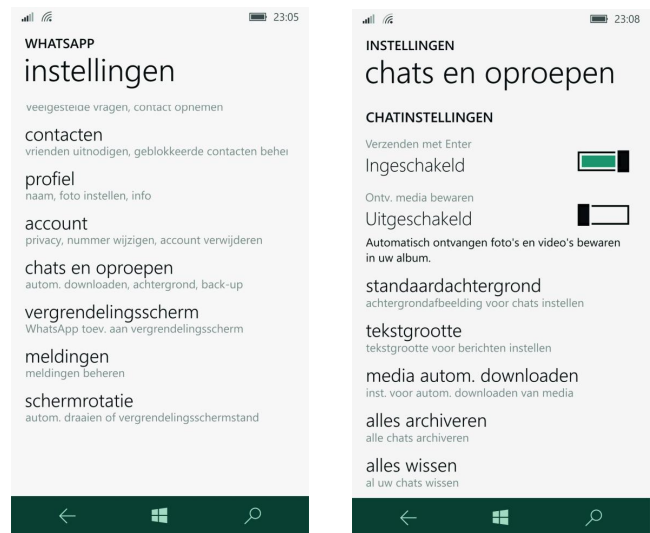 23:05
WHATSAPP
instellingen
veelgestelde vragen, contact opnemen
contacten
vrienden uitnodigen, geblokkeerde contacten behei
profiel
naam, foto instellen, info
account
privacy, nummer wijzigen, account verwijderen
chats en oproepen
autom. downloaden, achtergrond, back-up
vergrendelingsscherm
WhatsApp toev. aan vergrendelingsscherm
meldingen
meldingen beheren
schermrotatie
autom. draaien of vergrendelingsschermstand
23:08
INSTELLINGEN
chats en oproepen
CHATINSTELLINGEN
Verzenden met Enter
Ingeschakeld
Ontv. media bewaren
Uitgeschakeld
Automatisch ontvangen foto's en video's bewaren
in uw album.
standaardachtergrond
achtergrondafbeelding voor chats instellen
tekstgrootte
tekstgrootte voor berichten instellen
media autom. downloaden
inst. voor autom. downloaden van media
alles archiveren
alle chats archiveren
alles wissen
al uw chats wissen